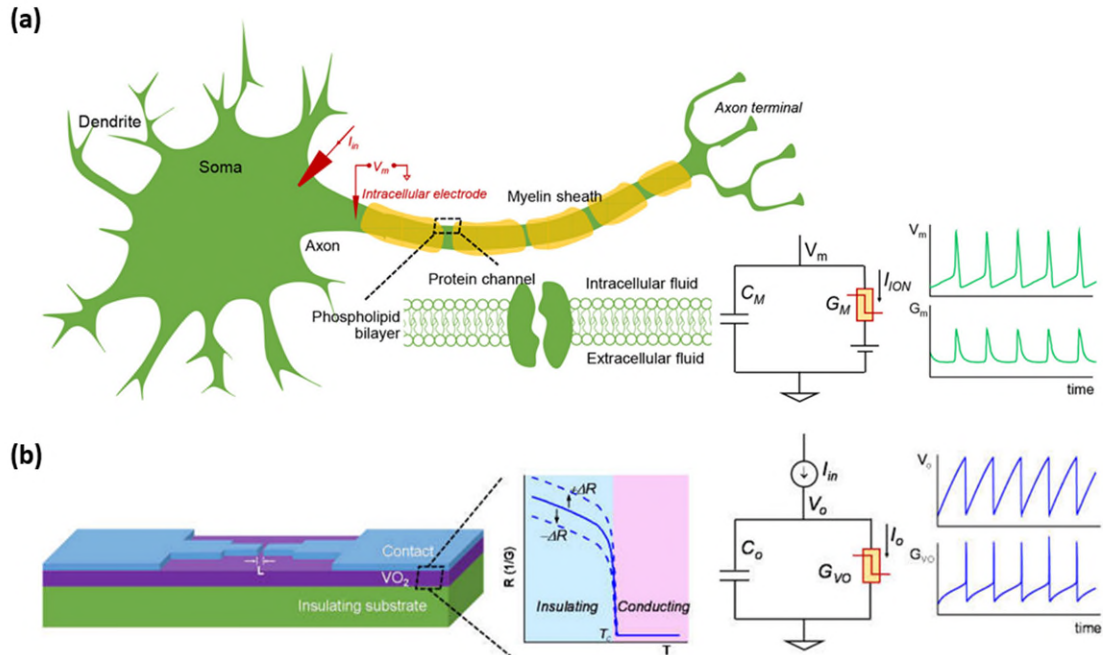 (a)
Dendrite
Soma
I_in
V_m
Intracellular electrode
Axon
Myelin sheath
Axon terminal
Protein channel
Phospholipid
bilayer
Intracellular fluid
Extracellular fluid
V_m
C_M
G_M
I_ION
V_m
G_m
time
(b)
Contact
L
VO₂
Insulating substrate
R (1/G)
+ΔR
−ΔR
Insulating
Conducting
T_c
T
I_in
V_o
C_o
G_VO
I_o
V_o
G_VO
time